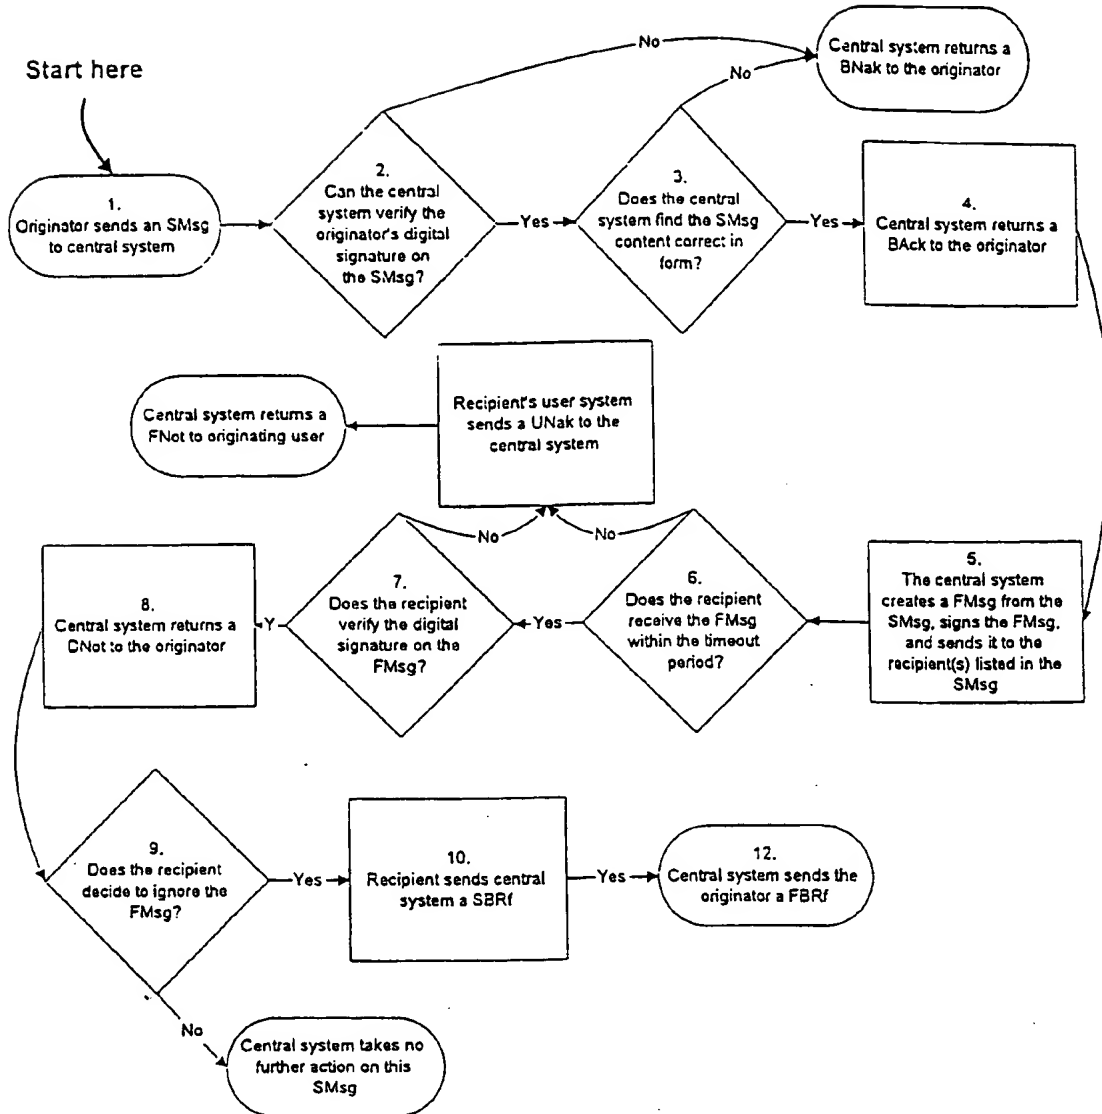 Start here
No
No
Central system returns a
BNak to the originator
1.
Originator sends an SMsg
to central system
2.
Can the central
system verify the
originator's digital
signature on
the SMsg?
Yes
3.
Does the central
system find the SMsg
content correct in
form?
Yes
4.
Central system returns a
BAck to the originator
Central system returns a
FNot to originating user
Recipient's user system
sends a UNak to the
central system
No
No
8.
Central system returns a
DNot to the originator
Y
7.
Does the recipient
verify the digital
signature on the
FMsg?
Yes
6.
Does the recipient
receive the FMsg
within the timeout
period?
5.
The central system
creates a FMsg from the
SMsg, signs the FMsg,
and sends it to the
recipient(s) listed in the
SMsg
9.
Does the recipient
decide to ignore the
FMsg?
Yes
10.
Recipient sends central
system a SBRf
Yes
12.
Central system sends the
originator a FBRf
No
Central system takes no
further action on this
SMsg